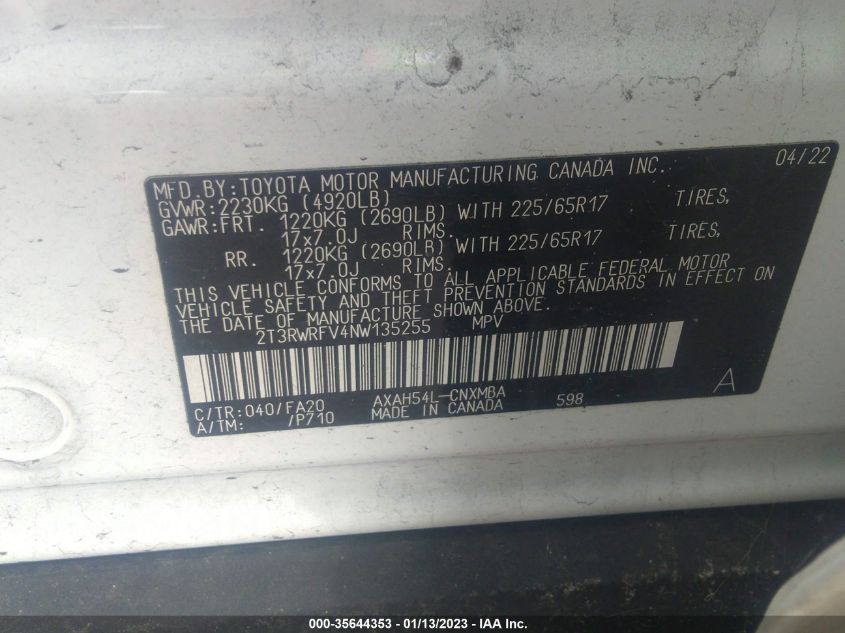 04/22
MFD. BY: TOYOTA MOTOR MANUFACTURING CANADA INC.
GVWR: 2230KG (4920LB)
GAWR: FRT. 1220KG (2690LB) WITH 225/65R17 TIRES,
17x7.0J RIMS.
RR. 1220KG (2690LB) WITH 225/65R17 TIRES,
17x7.0J RIMS.
THIS VEHICLE CONFORMS TO ALL APPLICABLE FEDERAL MOTOR
VEHICLE SAFETY AND THEFT PREVENTION STANDARDS IN EFFECT ON
THE DATE OF MANUFACTURE SHOWN ABOVE.
2T3RWRFV4NW135255 MPV
A
C/TR: 040/FA20 AXAH54L-CNXMBA 598
A/TM: /P710 MADE IN CANADA
000-35644353 - 01/13/2023 - IAA Inc.